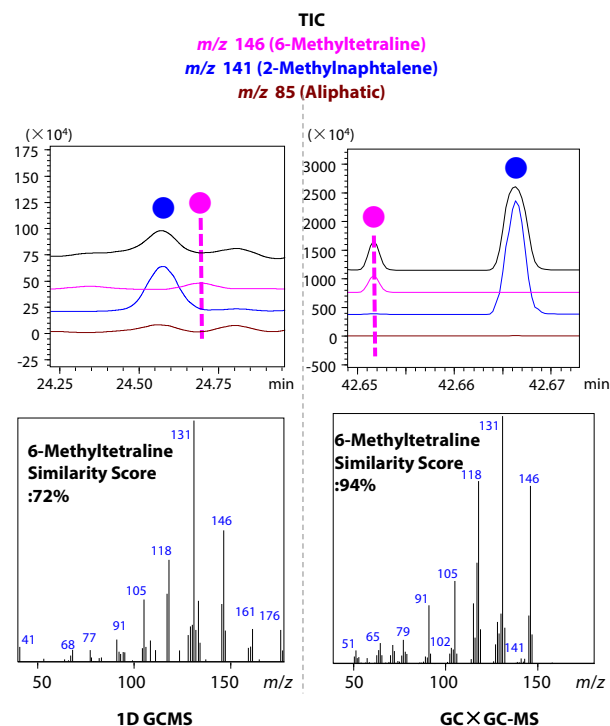 TIC
m/z 146 (6-Methyltetraline)
m/z 141 (2-Methylnaphtalene)
m/z 85 (Aliphatic)
(×10⁴)
175
150
125
100
75
50
25
0
-25
24.25 24.50 24.75 min
(×10⁴)
3000
2500
2000
1500
1000
500
0
-500
42.65 42.66 42.67 min
6-Methyltetraline
Similarity Score
:72%
131
146
118
105
91
77
68
41
161
176
50 100 150 m/z
1D GCMS
6-Methyltetraline
Similarity Score
:94%
131
118
146
105
91
79
65
51
102
141
50 100 150 m/z
GC×GC-MS